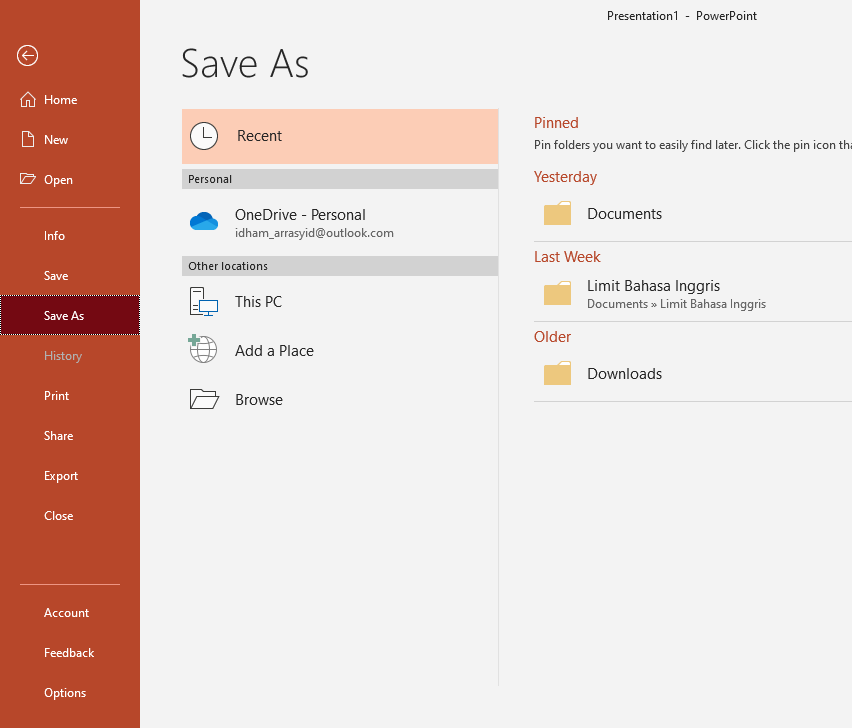 Presentation1 - PowerPoint
Home
New
Open
Info
Save
Save As
History
Print
Share
Export
Close
Account
Feedback
Options
Save As
Recent
Personal
OneDrive - Personal
idham_arrasyid@outlook.com
Other locations
This PC
Add a Place
Browse
Pinned
Pin folders you want to easily find later. Click the pin icon tha
Yesterday
Documents
Last Week
Limit Bahasa Inggris
Documents » Limit Bahasa Inggris
Older
Downloads